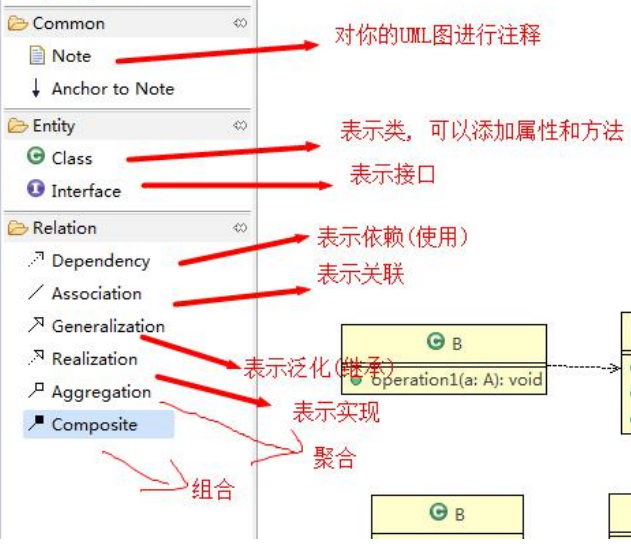 Common
Note
对你的UML图进行注释
Anchor to Note
Entity
Class
表示类, 可以添加属性和方法
Interface
表示接口
Relation
Dependency
表示依赖(使用)
Association
表示关联
Generalization
表示泛化(继承)
Realization
表示实现
Aggregation
聚合
Composite
组合
B
operation1(a: A): void
B